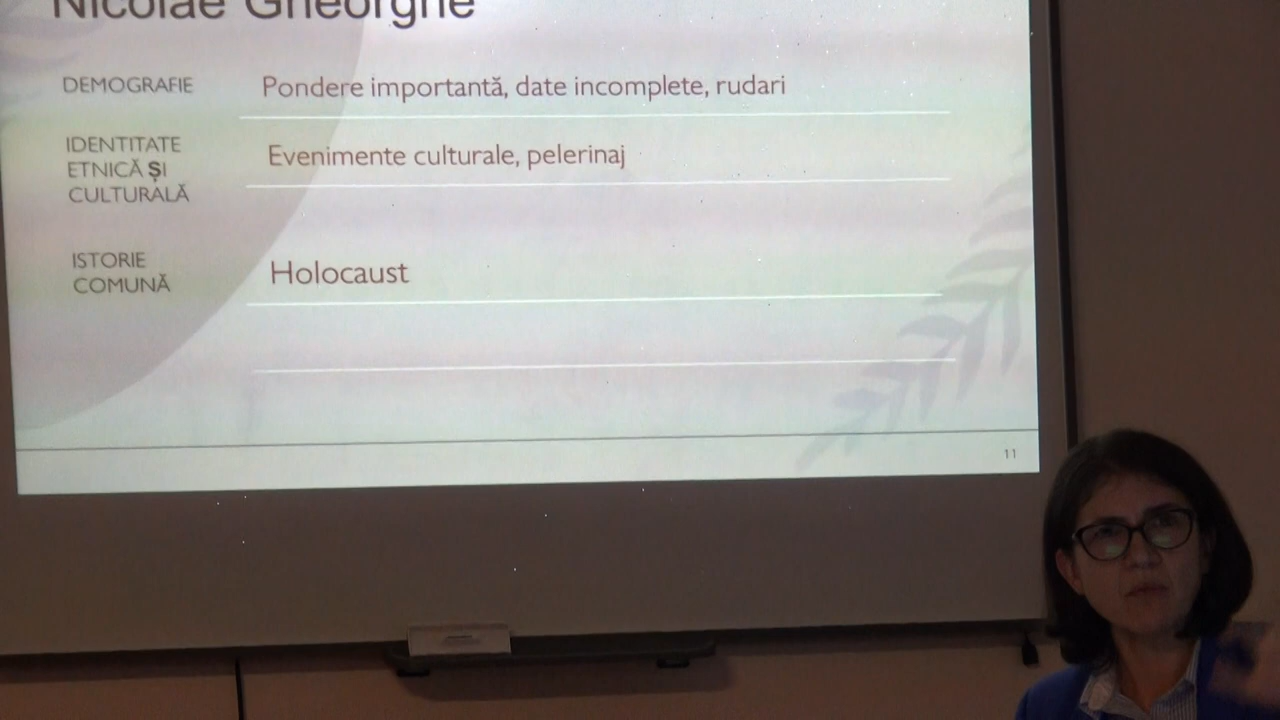 Nicolae Gheorghe
DEMOGRAFIE
Pondere importantă, date incomplete, rudari
IDENTITATE
ETNICĂ ȘI
CULTURALĂ
Evenimente culturale, pelerinaj
ISTORIE
COMUNĂ
Holocaust
11